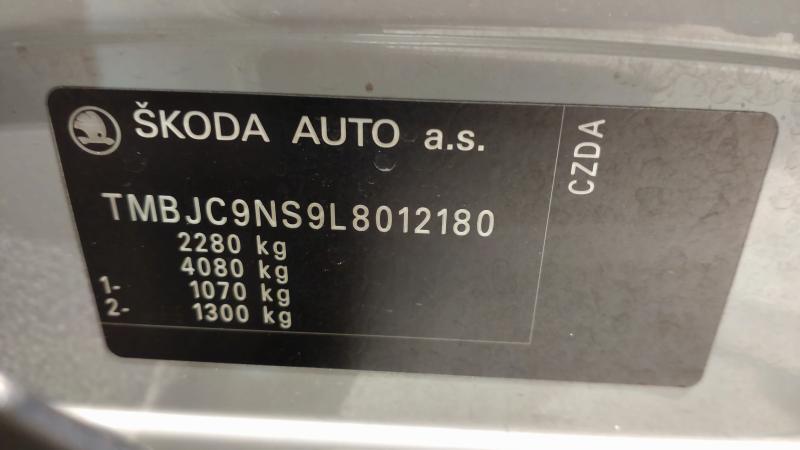 ŠKODA AUTO a.s.
TMBJC9NS9L8012180
2280 kg
4080 kg
1- 1070 kg
2- 1300 kg
CZDA